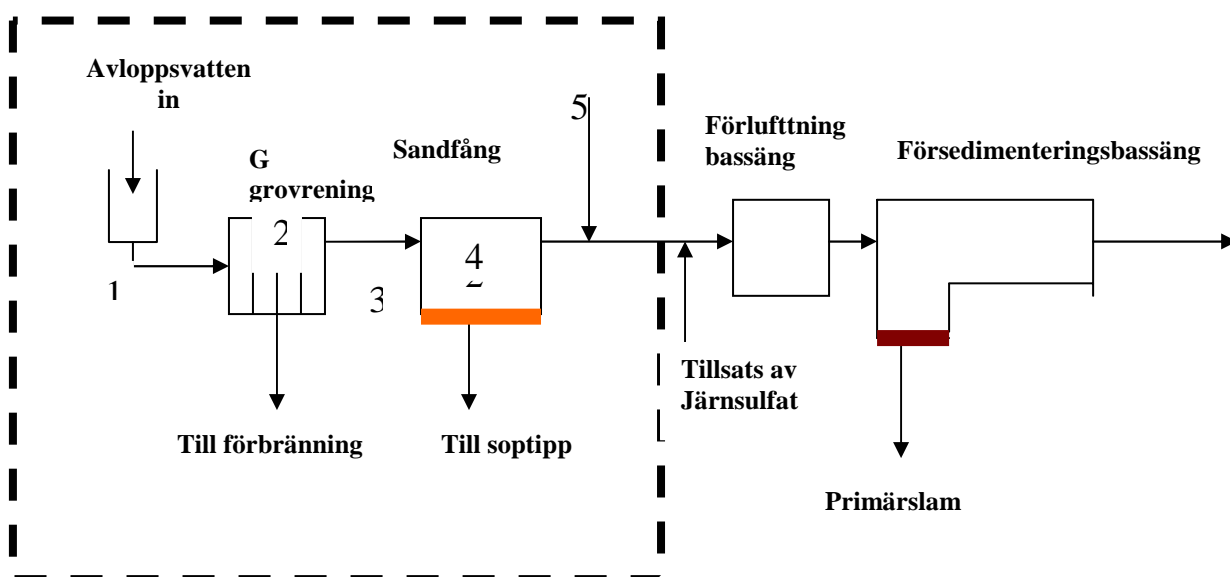 Avloppsvatten
in
G
grovrening
Sandfång
5
Förlufttning
bassäng
Försedimenteringsbassäng
1
2
3
4
Tillsats av
Järnsulfat
Till förbränning
Till soptipp
Primärslam